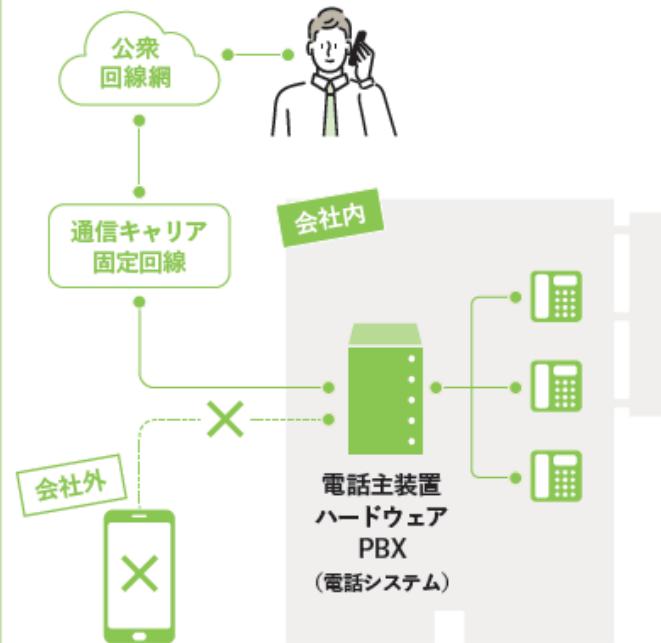 公衆
回線網
通信キャリア
固定回線
会社内
会社外
電話主装置
ハードウェア
PBX
（電話システム）